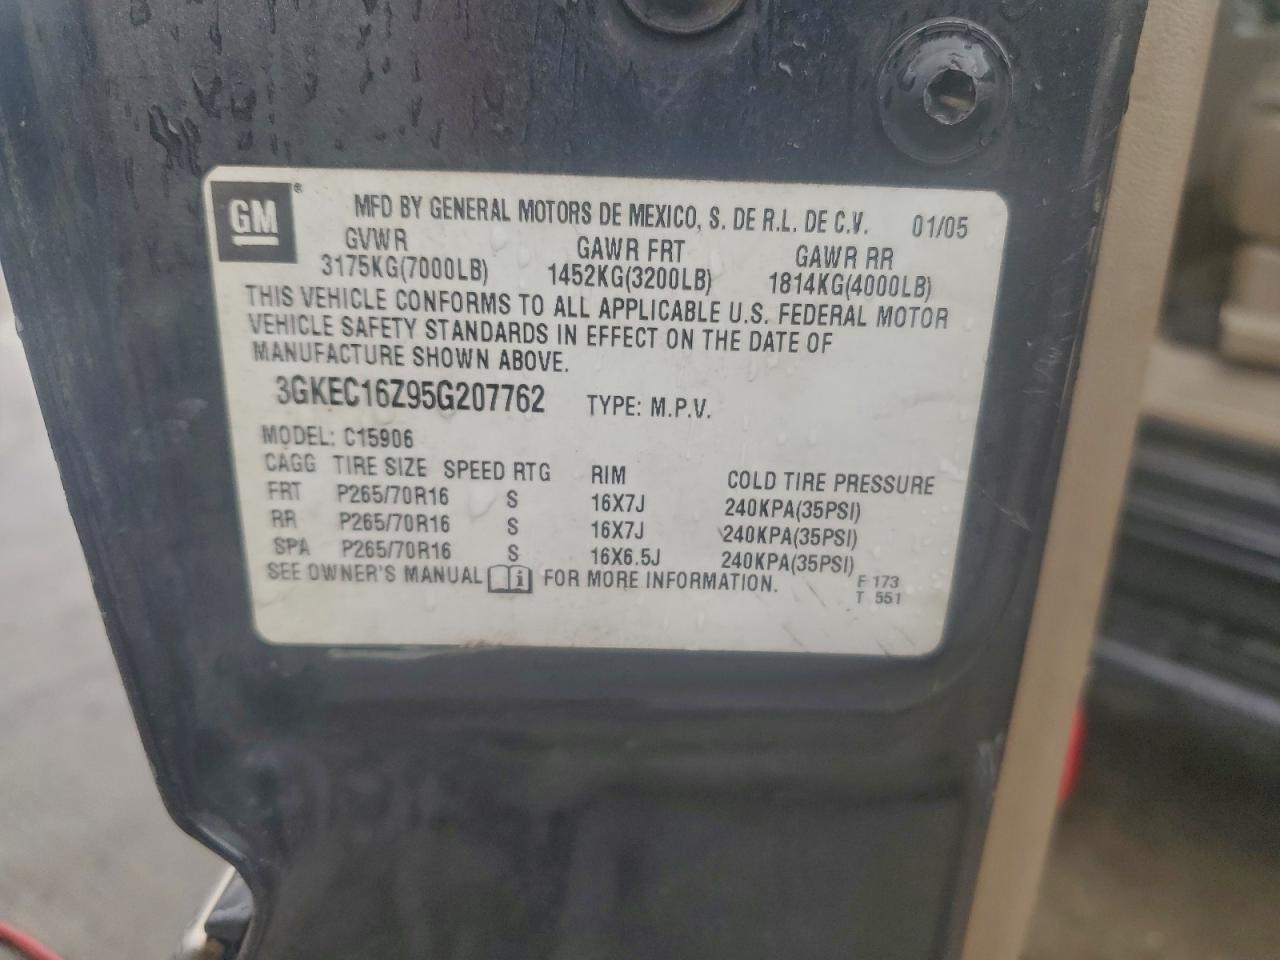 GM ®
MFD BY GENERAL MOTORS DE MEXICO, S. DE R.L. DE C.V. 01/05
GVWR GAWR FRT GAWR RR
3175KG(7000LB) 1452KG(3200LB) 1814KG(4000LB)
THIS VEHICLE CONFORMS TO ALL APPLICABLE U.S. FEDERAL MOTOR
VEHICLE SAFETY STANDARDS IN EFFECT ON THE DATE OF
MANUFACTURE SHOWN ABOVE.
3GKEC16Z95G207762 TYPE: M.P.V.
MODEL: C15906
CAGG TIRE SIZE SPEED RTG RIM COLD TIRE PRESSURE
FRT P265/70R16 S 16X7J 240KPA(35PSI)
RR P265/70R16 S 16X7J 240KPA(35PSI)
SPA P265/70R16 S 16X6.5J 240KPA(35PSI)
SEE OWNER'S MANUAL i FOR MORE INFORMATION.
F 173
T 551